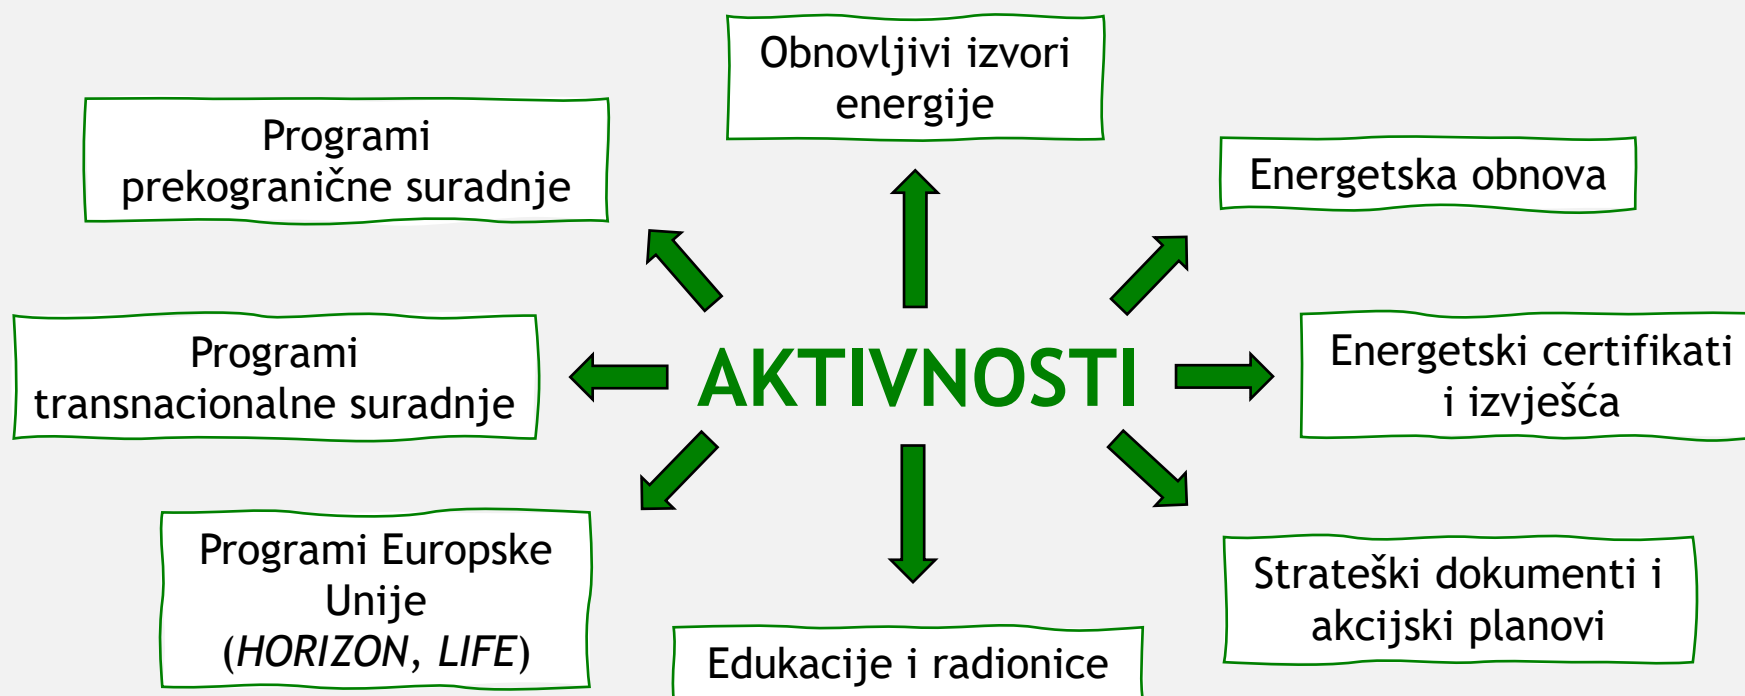 Obnovljivi izvori
energije
Programi
prekogranične suradnje
Energetska obnova
Programi
transnacionalne suradnje
AKTIVNOSTI
Energetski certifikati
i izvješća
Programi Europske
Unije
(HORIZON, LIFE)
Strateški dokumenti i
akcijski planovi
Edukacije i radionice